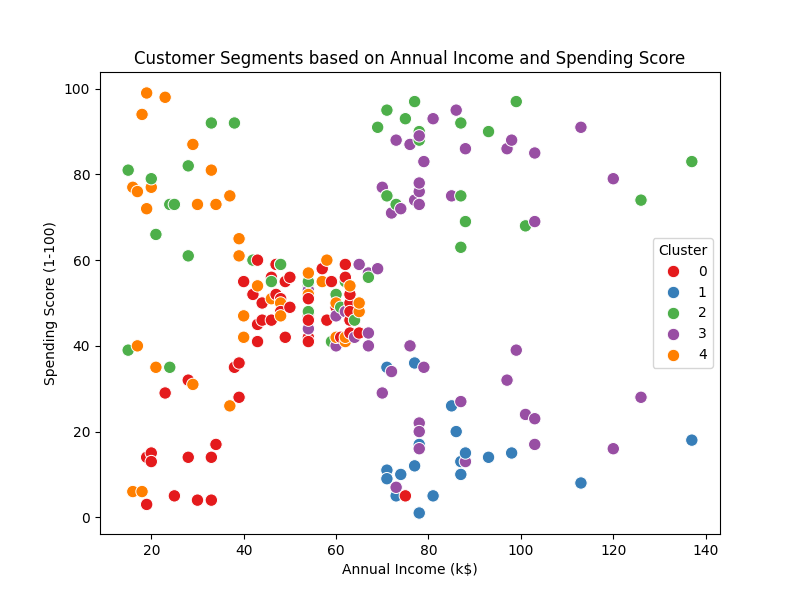 Customer Segments based on Annual Income and Spending Score
100
80
60
40
20
0
Spending Score (1-100)
Cluster
0
1
2
3
4
20 40 60 80 100 120 140
Annual Income (k$)